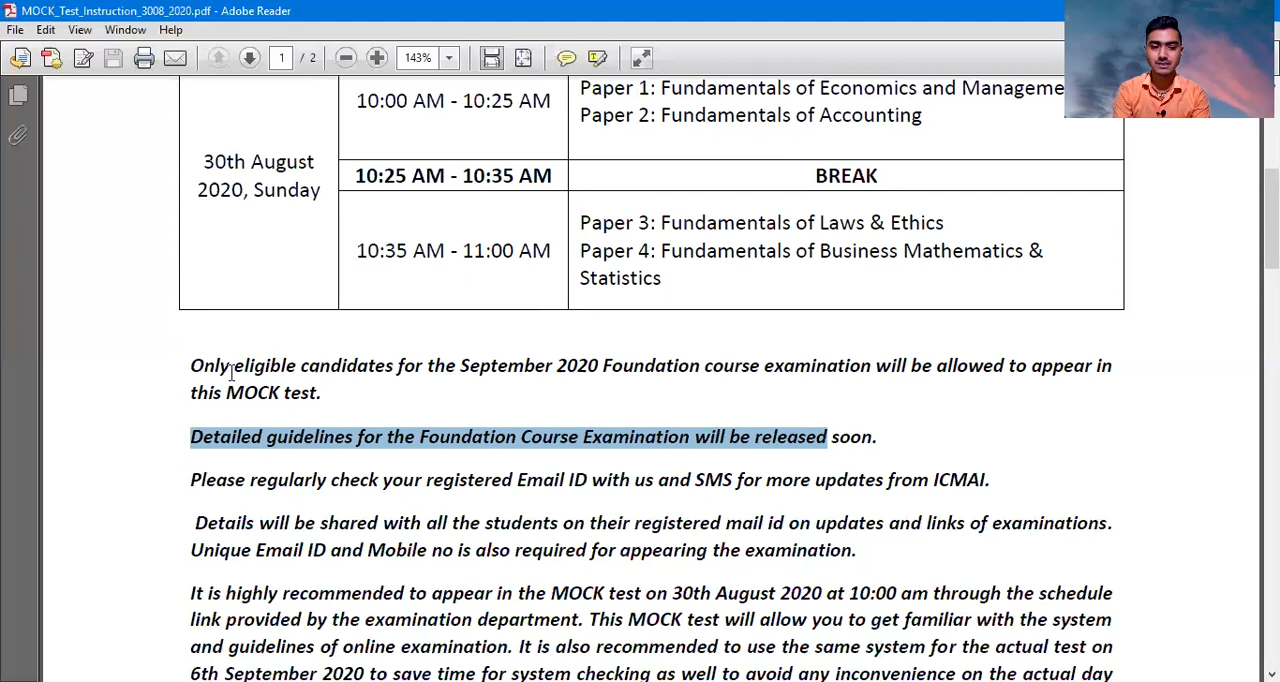 MOCK_Test_Instruction_3008_2020.pdf - Adobe Reader
File Edit View Window Help
1 / 2 143%
10:00 AM - 10:25 AM
Paper 1: Fundamentals of Economics and Manageme
Paper 2: Fundamentals of Accounting
30th August
2020, Sunday
10:25 AM - 10:35 AM
BREAK
10:35 AM - 11:00 AM
Paper 3: Fundamentals of Laws & Ethics
Paper 4: Fundamentals of Business Mathematics &
Statistics
Only eligible candidates for the September 2020 Foundation course examination will be allowed to appear in
this MOCK test.
Detailed guidelines for the Foundation Course Examination will be released soon.
Please regularly check your registered Email ID with us and SMS for more updates from ICMAI.
Details will be shared with all the students on their registered mail id on updates and links of examinations.
Unique Email ID and Mobile no is also required for appearing the examination.
It is highly recommended to appear in the MOCK test on 30th August 2020 at 10:00 am through the schedule
link provided by the examination department. This MOCK test will allow you to get familiar with the system
and guidelines of online examination. It is also recommended to use the same system for the actual test on
6th September 2020 to save time for system checking as well to avoid any inconvenience on the actual day